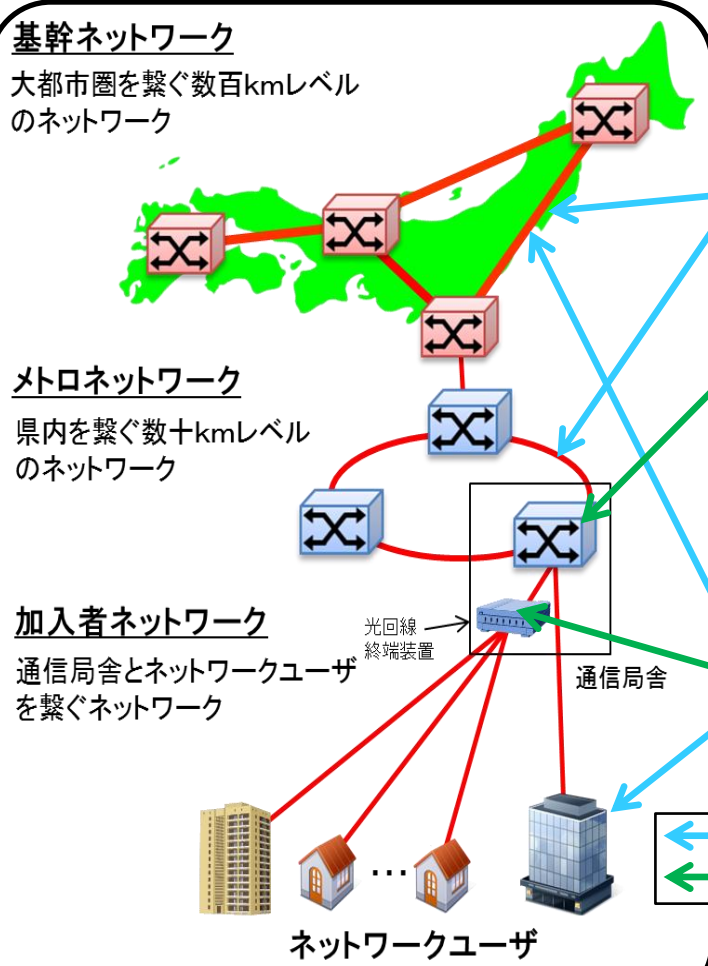 基幹ネットワーク
大都市圏を繋ぐ数百kmレベル
のネットワーク
メトロネットワーク
県内を繋ぐ数十kmレベル
のネットワーク
加入者ネットワーク
通信局舎とネットワークユーザ
を繋ぐネットワーク
光回線
終端装置
通信局舎
…
ネットワークユーザ